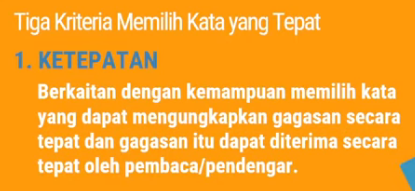 Tiga Kriteria Memilih Kata yang Tepat
1. KETEPATAN
Berkaitan dengan kemampuan memilih kata
yang dapat mengungkapkan gagasan secara
tepat dan gagasan itu dapat diterima secara
tepat oleh pembaca/pendengar.